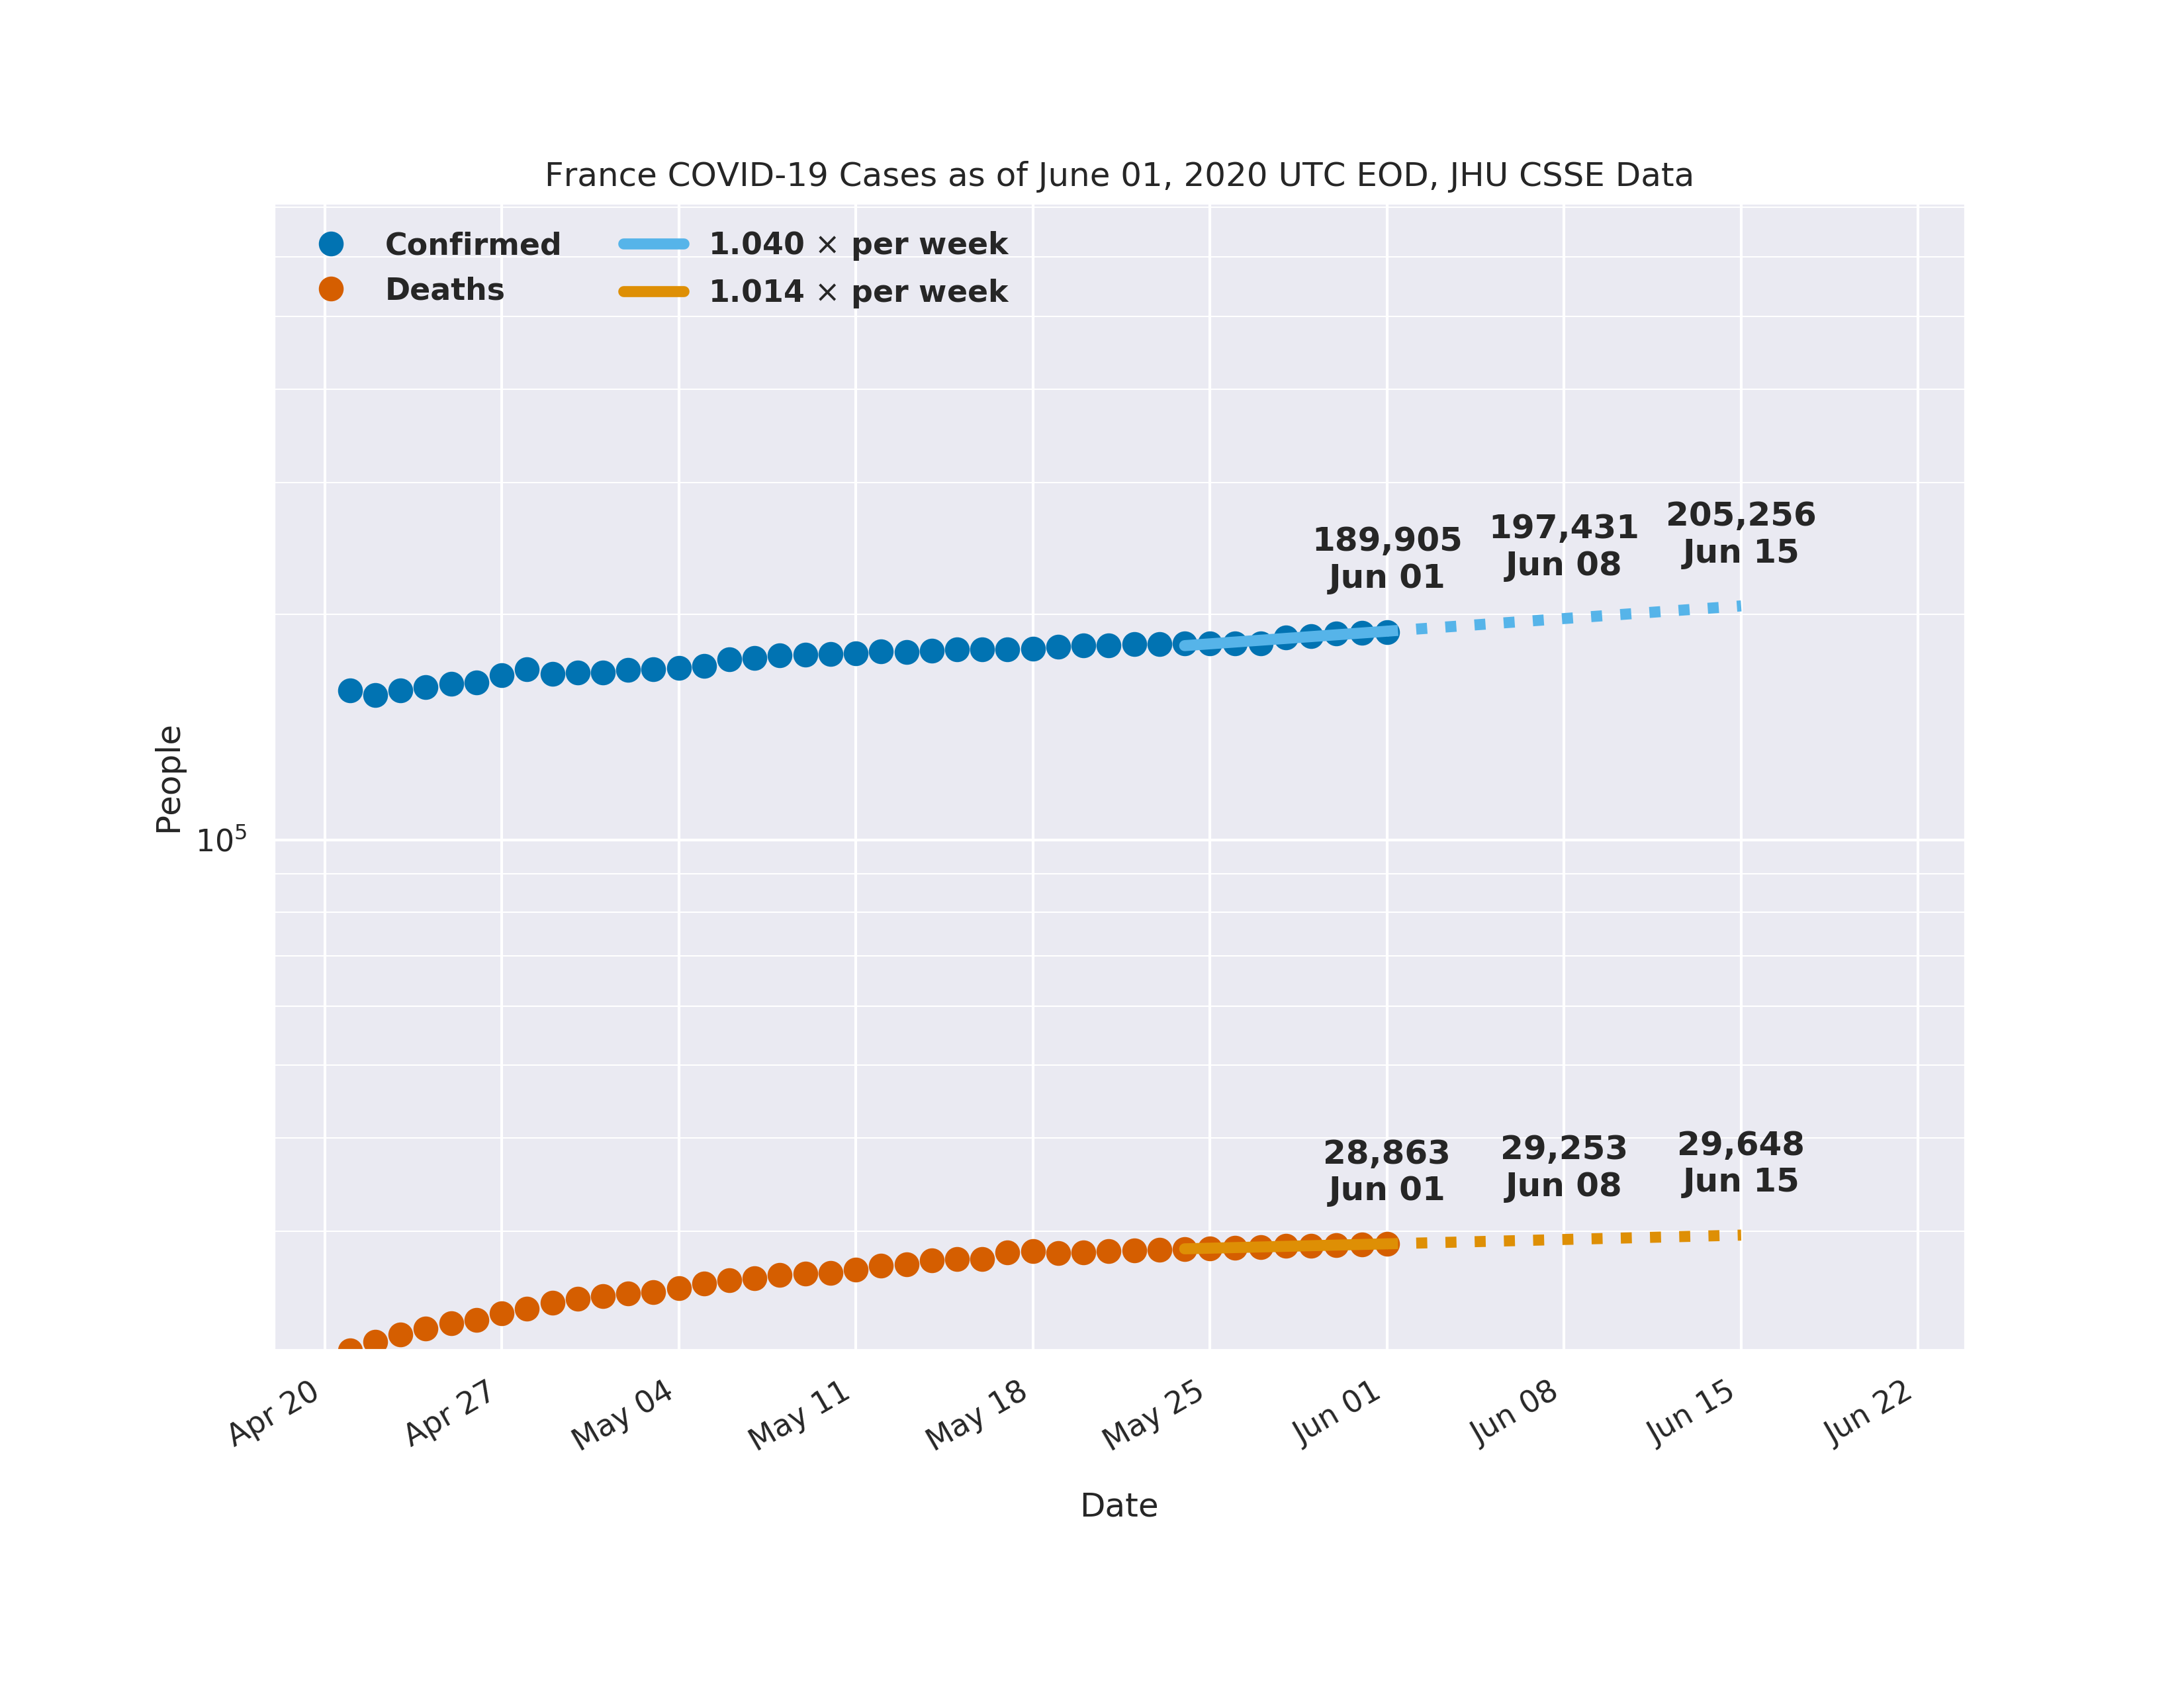 France COVID-19 Cases as of June 01, 2020 UTC EOD, JHU CSSE Data
Confirmed
Deaths
1.040 × per week
1.014 × per week
205,256
Jun 15
197,431
Jun 08
189,905
Jun 01
People
10⁵
28,863
Jun 01
29,253
Jun 08
29,648
Jun 15
Apr 20
Apr 27
May 04
May 11
May 18
May 25
Jun 01
Jun 08
Jun 15
Jun 22
Date